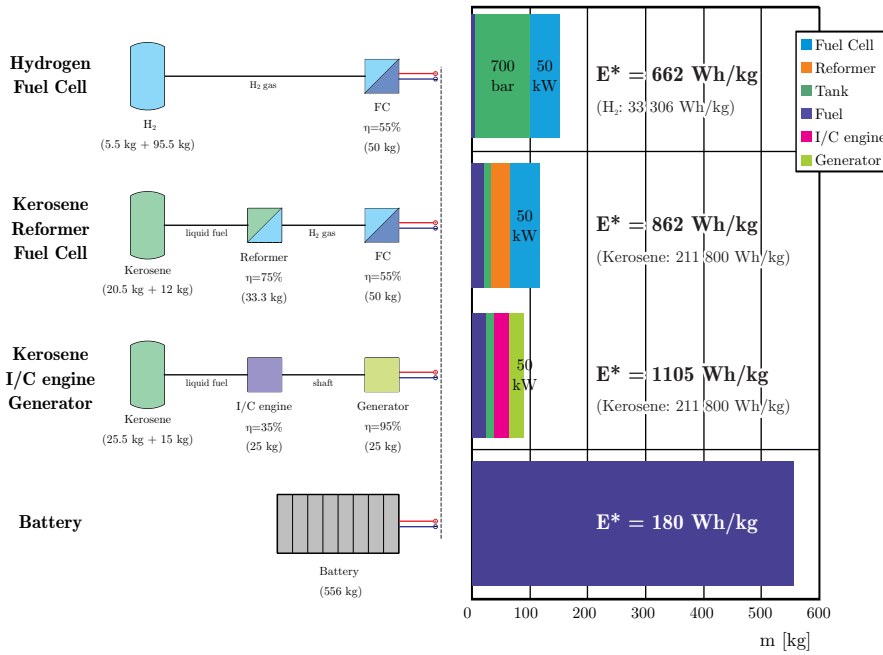 Hydrogen
Fuel Cell
H₂
(5.5 kg + 95.5 kg)
H₂ gas
FC
η=55%
(50 kg)
700
bar
50
kW
E* = 662 Wh/kg
(H₂: 33 306 Wh/kg)
Fuel Cell
Reformer
Tank
Fuel
I/C engine
Generator
Kerosene
Reformer
Fuel Cell
Kerosene
(20.5 kg + 12 kg)
liquid fuel
Reformer
η=75%
(33.3 kg)
H₂ gas
FC
η=55%
(50 kg)
50
kW
E* = 862 Wh/kg
(Kerosene: 211 800 Wh/kg)
Kerosene
I/C engine
Generator
Kerosene
(25.5 kg + 15 kg)
liquid fuel
I/C engine
η=35%
(25 kg)
shaft
Generator
η=95%
(25 kg)
50
kW
E* = 1105 Wh/kg
(Kerosene: 211 800 Wh/kg)
Battery
Battery
(556 kg)
E* = 180 Wh/kg
0 100 200 300 400 500 600
m [kg]